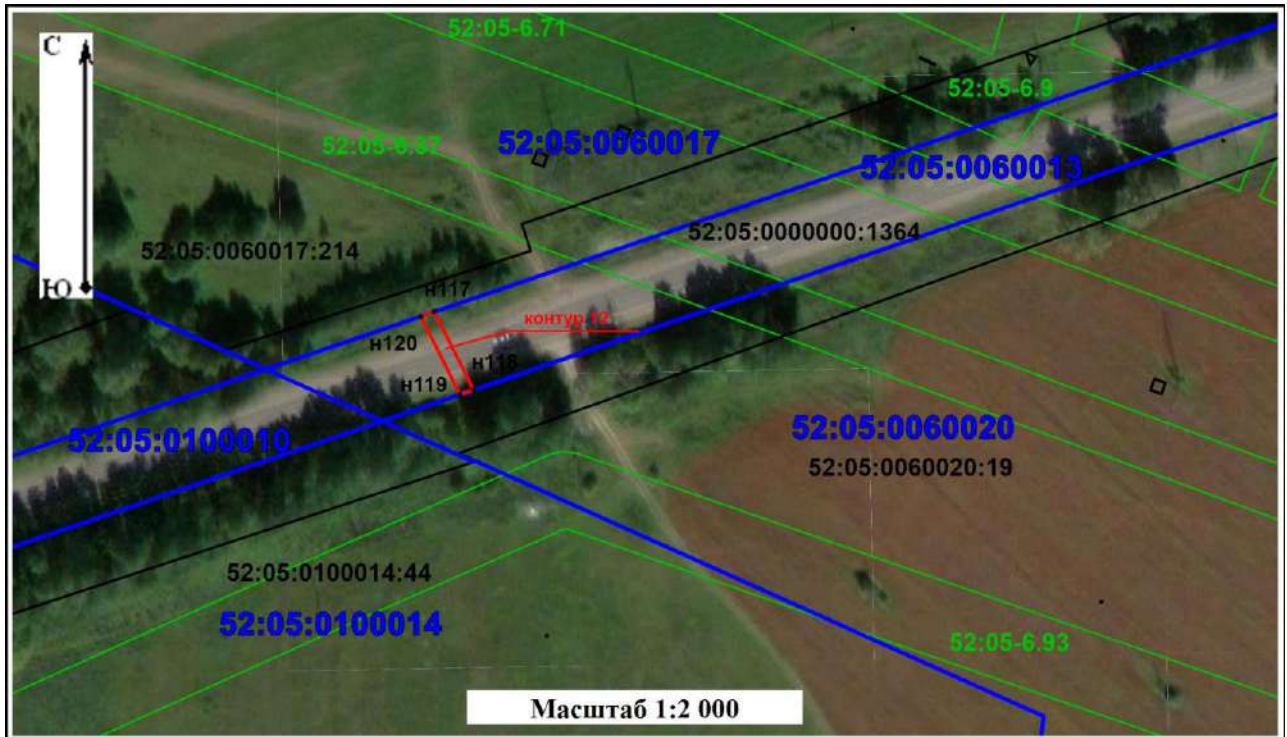 С
52:05-6.71
52:05-6.9
52:05-6.37
52:05:0060017
52:05:0060013
52:05:0000000:1364
52:05:0060017:214
Ю
н117
контур 12
н120
н118
н119
52:05:0100010
52:05:0060020
52:05:0060020:19
52:05:0100014:44
52:05:0100014
52:05-6.93
Масштаб 1:2 000